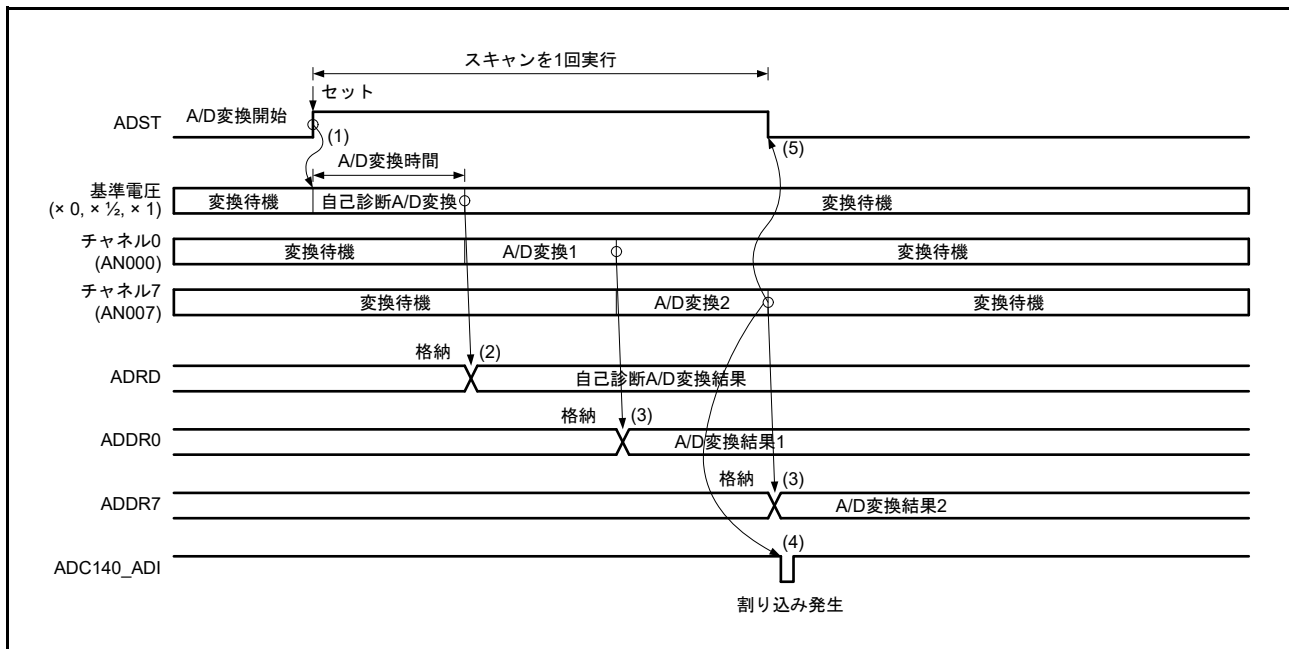 スキャンを1回実行
セット
ADST
A/D変換開始
(1)
(5)
A/D変換時間
基準電圧
(× 0, × ½, × 1)
変換待機
自己診断A/D変換
変換待機
チャネル0
(AN000)
変換待機
A/D変換1
変換待機
チャネル7
(AN007)
変換待機
A/D変換2
変換待機
格納
(2)
ADRD
自己診断A/D変換結果
格納
(3)
ADDR0
A/D変換結果1
格納
(3)
ADDR7
A/D変換結果2
(4)
ADC140_ADI
割り込み発生